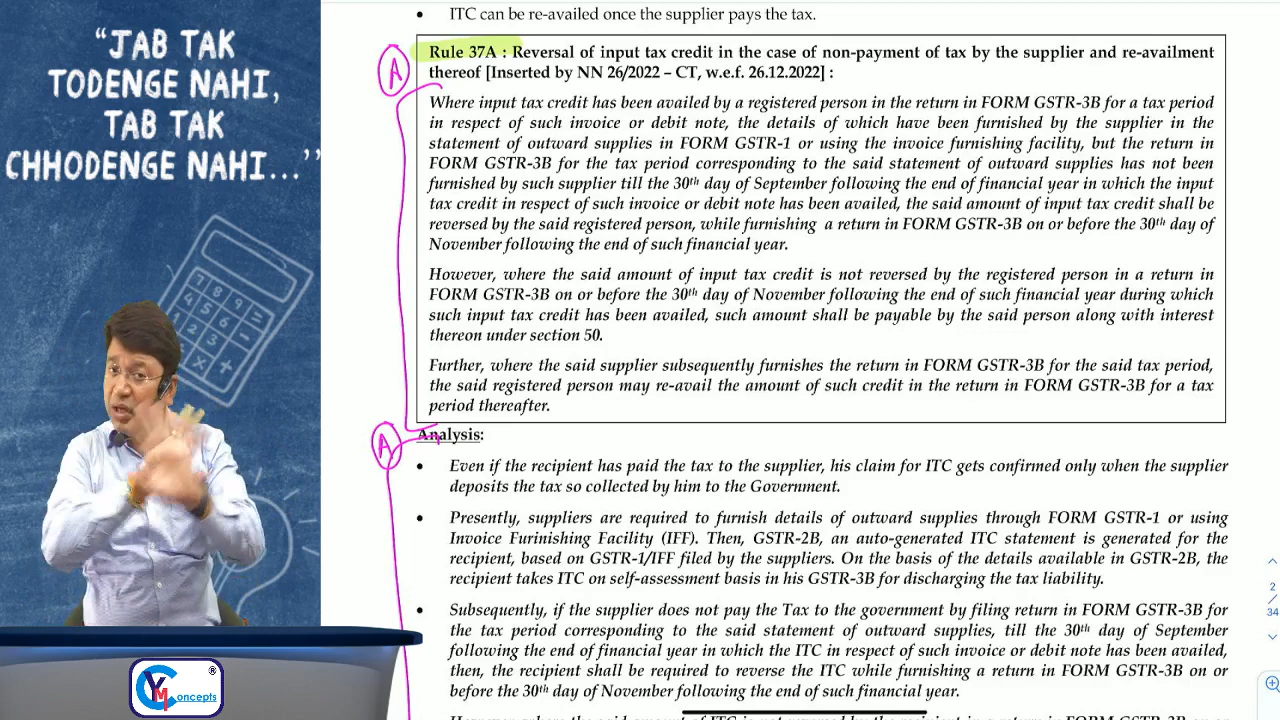 “JAB TAK
TODENGE NAHI,
TAB TAK
CHHODENGE NAHI...’’
• ITC can be re-availed once the supplier pays the tax.
A
Rule 37A : Reversal of input tax credit in the case of non-payment of tax by the supplier and re-availment
thereof [Inserted by NN 26/2022 – CT, w.e.f. 26.12.2022] :
Where input tax credit has been availed by a registered person in the return in FORM GSTR-3B for a tax period
in respect of such invoice or debit note, the details of which have been furnished by the supplier in the
statement of outward supplies in FORM GSTR-1 or using the invoice furnishing facility, but the return in
FORM GSTR-3B for the tax period corresponding to the said statement of outward supplies has not been
furnished by such supplier till the 30th day of September following the end of financial year in which the input
tax credit in respect of such invoice or debit note has been availed, the said amount of input tax credit shall be
reversed by the said registered person, while furnishing a return in FORM GSTR-3B on or before the 30th day of
November following the end of such financial year.
However, where the said amount of input tax credit is not reversed by the registered person in a return in
FORM GSTR-3B on or before the 30th day of November following the end of such financial year during which
such input tax credit has been availed, such amount shall be payable by the said person along with interest
thereon under section 50.
Further, where the said supplier subsequently furnishes the return in FORM GSTR-3B for the said tax period,
the said registered person may re-avail the amount of such credit in the return in FORM GSTR-3B for a tax
period thereafter.
A
Analysis:
• Even if the recipient has paid the tax to the supplier, his claim for ITC gets confirmed only when the supplier
deposits the tax so collected by him to the Government.
• Presently, suppliers are required to furnish details of outward supplies through FORM GSTR-1 or using
Invoice Furinishing Facility (IFF). Then, GSTR-2B, an auto-generated ITC statement is generated for the
recipient, based on GSTR-1/IFF filed by the suppliers. On the basis of the details available in GSTR-2B, the
recipient takes ITC on self-assessment basis in his GSTR-3B for discharging the tax liability.
• Subsequently, if the supplier does not pay the Tax to the government by filing return in FORM GSTR-3B for
the tax period corresponding to the said statement of outward supplies, till the 30th day of September
following the end of financial year in which the ITC in respect of such invoice or debit note has been availed,
then, the recipient shall be required to reverse the ITC while furnishing a return in FORM GSTR-3B on or
before the 30th day of November following the end of such financial year.
2
/
34
7 8 9 ÷
4 5 6 -
1 2 3
× +
YM Concepts ®